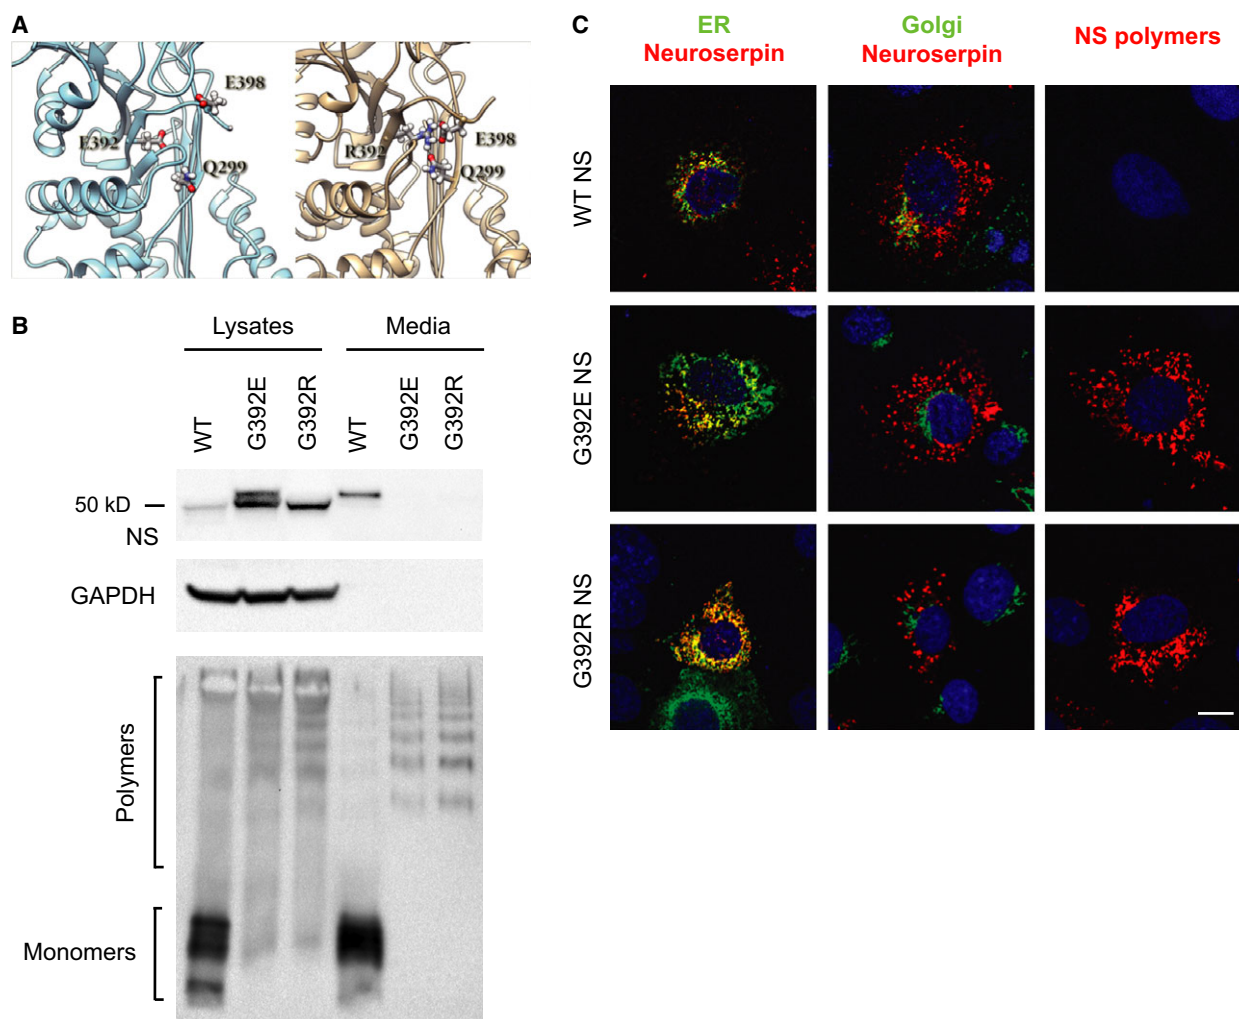 A
E398
E392
Q299
R392
E398
Q299
B
Lysates
Media
WT
G392E
G392R
WT
G392E
G392R
50 kD
NS
GAPDH
Polymers
Monomers
C
ER
Neuroserpin
Golgi
Neuroserpin
NS polymers
WT NS
G392E NS
G392R NS